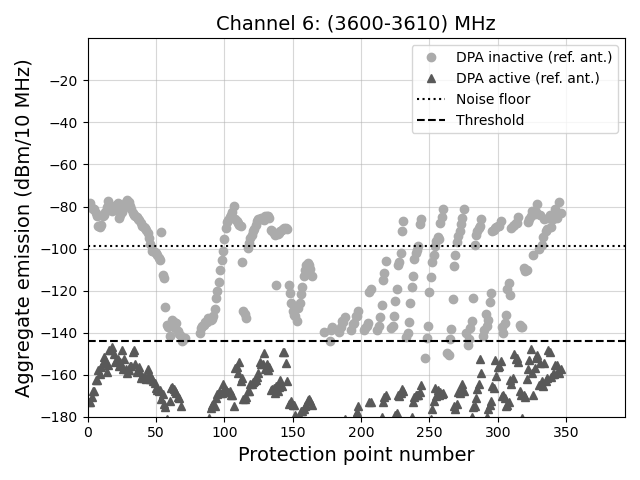 Channel 6: (3600-3610) MHz
DPA inactive (ref. ant.)
DPA active (ref. ant.)
Noise floor
Threshold
Aggregate emission (dBm/10 MHz)
−20
−40
−60
−80
−100
−120
−140
−160
−180
0 50 100 150 200 250 300 350
Protection point number